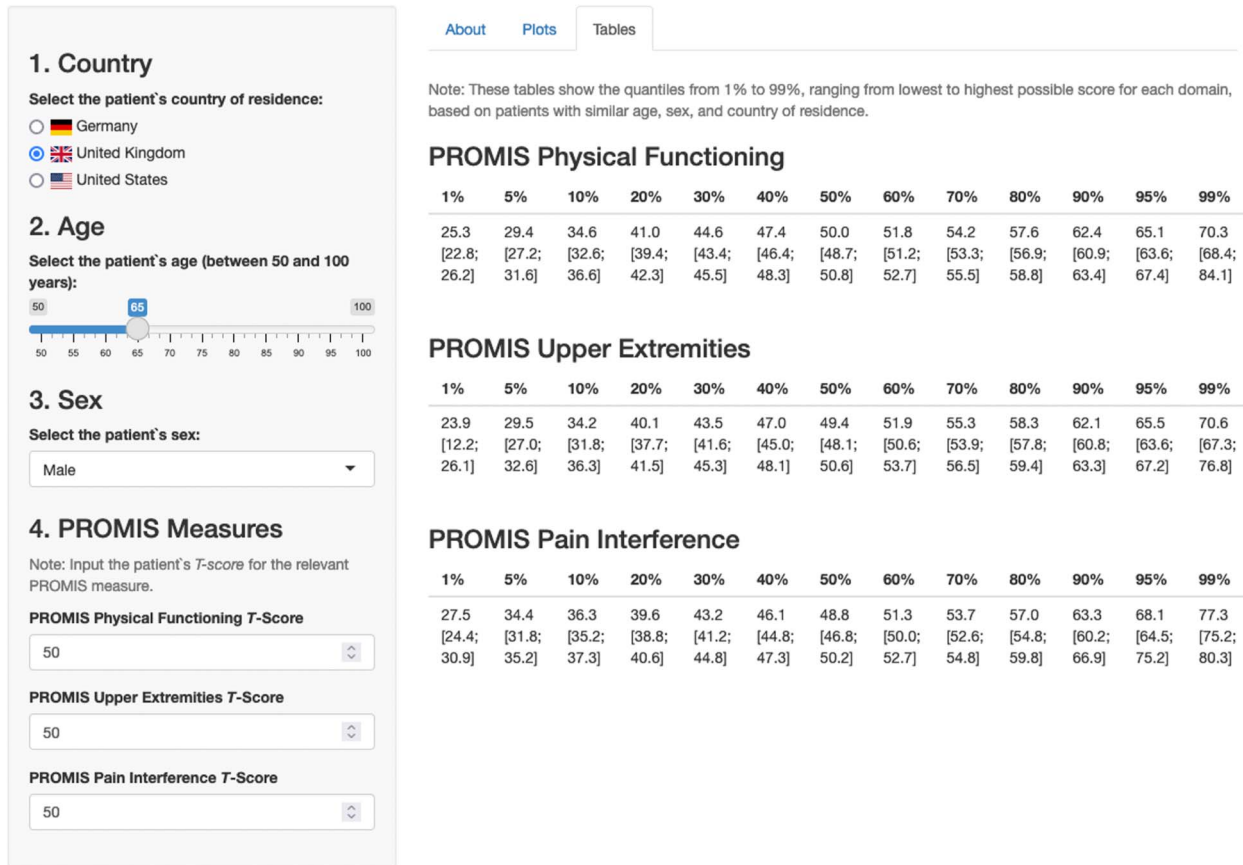 1. Country
Select the patient`s country of residence:
Germany
United Kingdom
United States
2. Age
Select the patient`s age (between 50 and 100
years):
50 65 100
50 55 60 65 70 75 80 85 90 95 100
3. Sex
Select the patient`s sex:
Male
4. PROMIS Measures
Note: Input the patient`s T-score for the relevant
PROMIS measure.
PROMIS Physical Functioning T-Score
50
PROMIS Upper Extremities T-Score
50
PROMIS Pain Interference T-Score
50
About Plots Tables
Note: These tables show the quantiles from 1% to 99%, ranging from lowest to highest possible score for each domain,
based on patients with similar age, sex, and country of residence.
PROMIS Physical Functioning
1% 5% 10% 20% 30% 40% 50% 60% 70% 80% 90% 95% 99%
25.3 29.4 34.6 41.0 44.6 47.4 50.0 51.8 54.2 57.6 62.4 65.1 70.3
[22.8; [27.2; [32.6; [39.4; [43.4; [46.4; [48.7; [51.2; [53.3; [56.9; [60.9; [63.6; [68.4;
26.2] 31.6] 36.6] 42.3] 45.5] 48.3] 50.8] 52.7] 55.5] 58.8] 63.4] 67.4] 84.1]
PROMIS Upper Extremities
1% 5% 10% 20% 30% 40% 50% 60% 70% 80% 90% 95% 99%
23.9 29.5 34.2 40.1 43.5 47.0 49.4 51.9 55.3 58.3 62.1 65.5 70.6
[12.2; [27.0; [31.8; [37.7; [41.6; [45.0; [48.1; [50.6; [53.9; [57.8; [60.8; [63.6; [67.3;
26.1] 32.6] 36.3] 41.5] 45.3] 48.1] 50.6] 53.7] 56.5] 59.4] 63.3] 67.2] 76.8]
PROMIS Pain Interference
1% 5% 10% 20% 30% 40% 50% 60% 70% 80% 90% 95% 99%
27.5 34.4 36.3 39.6 43.2 46.1 48.8 51.3 53.7 57.0 63.3 68.1 77.3
[24.4; [31.8; [35.2; [38.8; [41.2; [44.8; [46.8; [50.0; [52.6; [54.8; [60.2; [64.5; [75.2;
30.9] 35.2] 37.3] 40.6] 44.8] 47.3] 50.2] 52.7] 54.8] 59.8] 66.9] 75.2] 80.3]